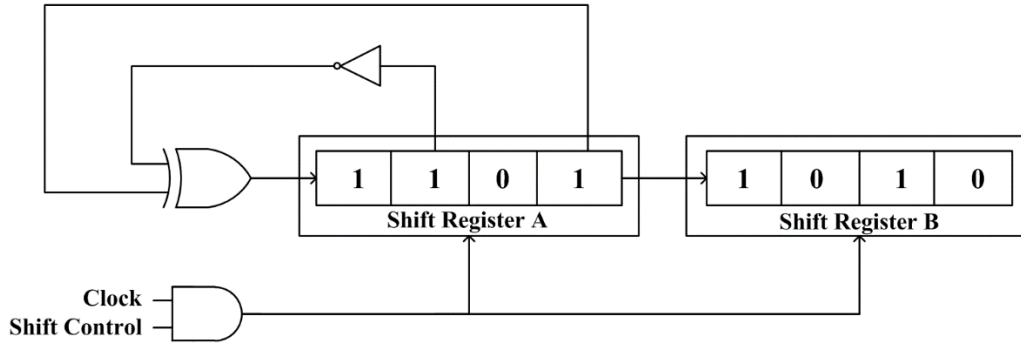 1 1 0 1 1 0 1 0
Shift Register A Shift Register B
Clock
Shift Control